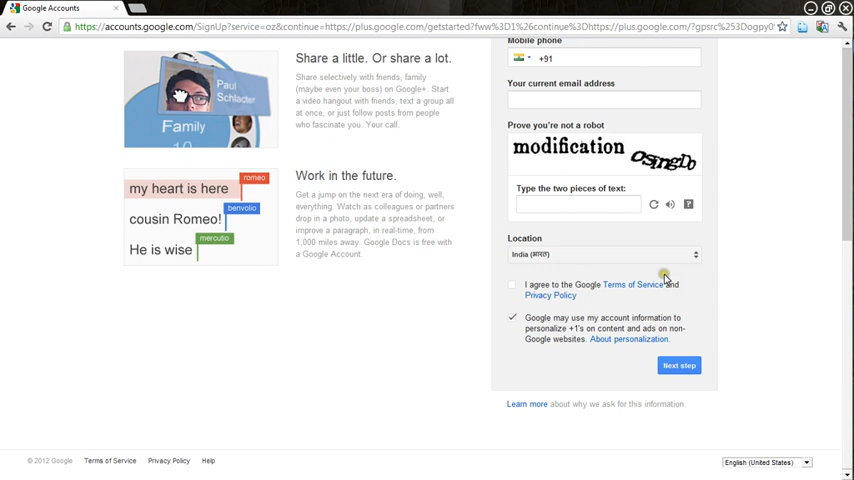 Google Accounts
https://accounts.google.com/SignUp?service=oz&continue=https://plus.google.com/getstarted?fww%3D1%26continue%3Dhttps://plus.google.com/?gpsrc%253Dogpy0
Share a little. Or share a lot.
Share selectively with friends, family
(maybe even your boss) on Google+. Start
a video hangout with friends, text a group all
at once, or just follow posts from people
who fascinate you. Your call.
Paul
Schlacter
Family
10
Work in the future.
Get a jump on the next era of doing, well,
everything. Watch as colleagues or partners
drop in a photo, update a spreadsheet, or
improve a paragraph, in real-time, from
1,000 miles away. Google Docs is free with
a Google Account.
romeo
my heart is here
benvolio
cousin Romeo!
mercutio
He is wise
Mobile phone
+91
Your current email address
Prove you're not a robot
modification osingDo
Type the two pieces of text:
Location
India (भारत)
I agree to the Google Terms of Service and
Privacy Policy
Google may use my account information to
personalize +1's on content and ads on non-
Google websites. About personalization.
Next step
Learn more about why we ask for this information.
© 2012 Google Terms of Service Privacy Policy Help
English (United States)